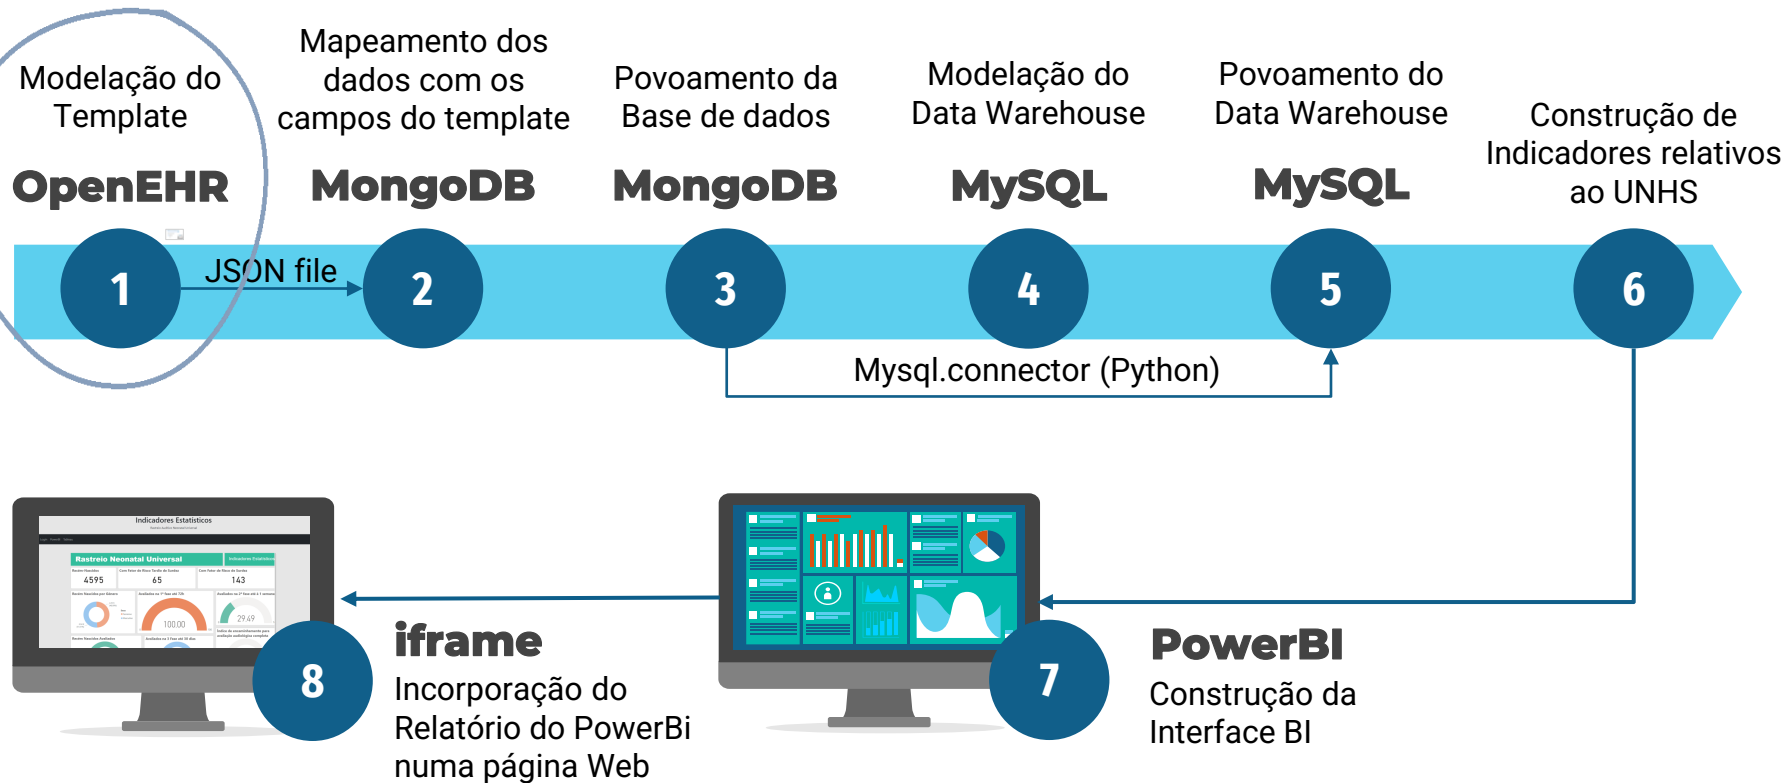 Modelação do
Template
OpenEHR
Mapeamento dos
dados com os
campos do template
MongoDB
Povoamento da
Base de dados
MongoDB
Modelação do
Data Warehouse
MySQL
Povoamento do
Data Warehouse
MySQL
Construção de
Indicadores relativos
ao UNHS
1
JSON file
2
3
4
5
6
Mysql.connector (Python)
Indicadores Estatísticos
Rastreio Neonatal Universal
Indicadores Estatísticos
4595
65
143
100.00
29.49
8
iframe
Incorporação do
Relatório do PowerBi
numa página Web
7
PowerBI
Construção da
Interface BI